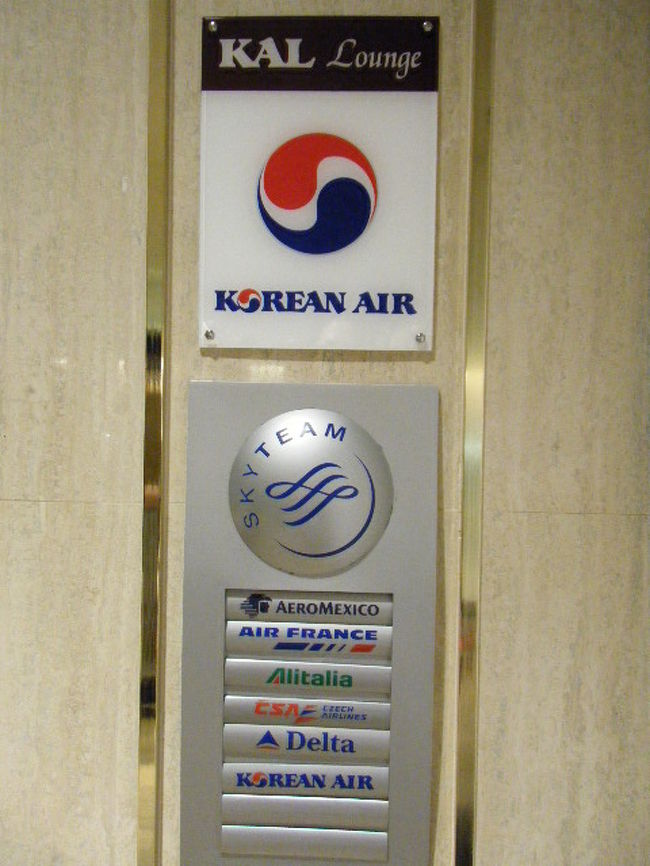 KAL Lounge
KOREAN AIR
SKYTEAM
AEROMEXICO
AIR FRANCE
Alitalia
CSA CZECH AIRLINES
Delta
KOREAN AIR